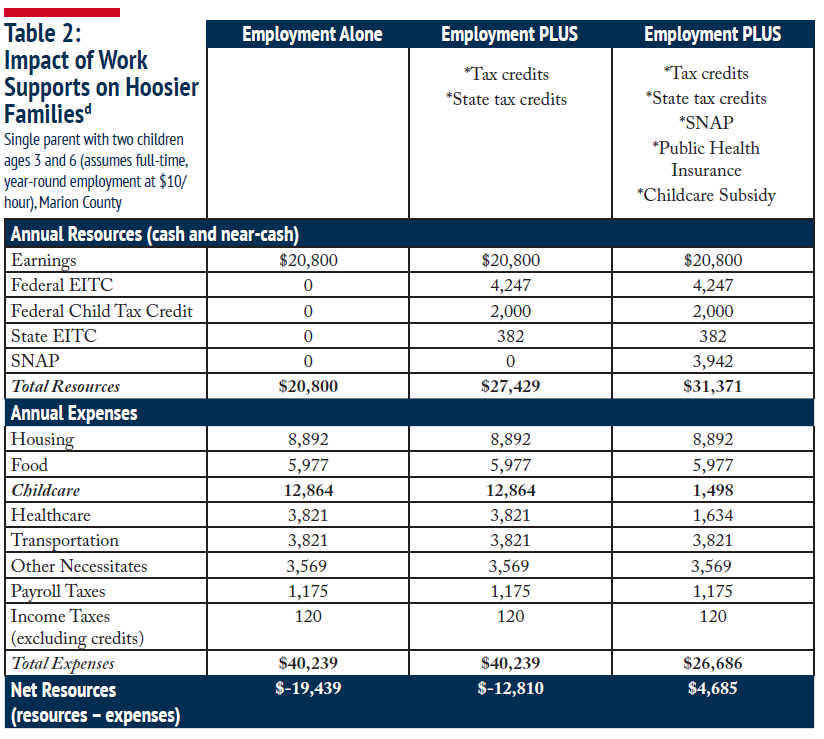 Table 2:
Impact of Work
Supports on Hoosier
Families^d
Single parent with two children
ages 3 and 6 (assumes full-time,
year-round employment at $10/
hour), Marion County
Employment Alone
Employment PLUS
*Tax credits
*State tax credits
Employment PLUS
*Tax credits
*State tax credits
*SNAP
*Public Health
Insurance
*Childcare Subsidy
Annual Resources (cash and near-cash)
Earnings $20,800 $20,800 $20,800
Federal EITC 0 4,247 4,247
Federal Child Tax Credit 0 2,000 2,000
State EITC 0 382 382
SNAP 0 0 3,942
Total Resources $20,800 $27,429 $31,371
Annual Expenses
Housing 8,892 8,892 8,892
Food 5,977 5,977 5,977
Childcare 12,864 12,864 1,498
Healthcare 3,821 3,821 1,634
Transportation 3,821 3,821 3,821
Other Necessitates 3,569 3,569 3,569
Payroll Taxes 1,175 1,175 1,175
Income Taxes 120 120 120
(excluding credits)
Total Expenses $40,239 $40,239 $26,686
Net Resources $-19,439 $-12,810 $4,685
(resources – expenses)